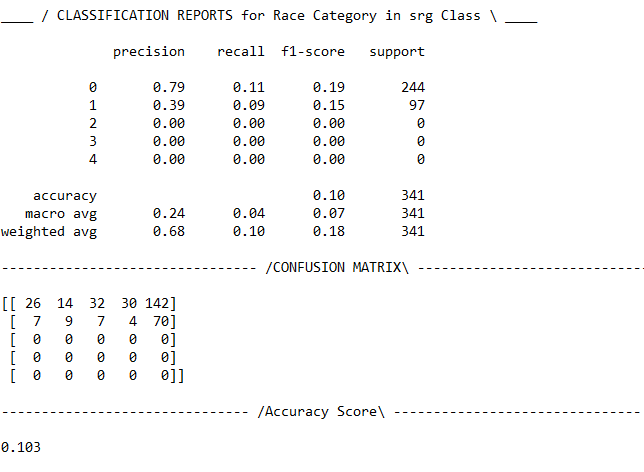 ____ / CLASSIFICATION REPORTS for Race Category in srg Class \ ____
precision recall f1-score support
0 0.79 0.11 0.19 244
1 0.39 0.09 0.15 97
2 0.00 0.00 0.00 0
3 0.00 0.00 0.00 0
4 0.00 0.00 0.00 0
accuracy 0.10 341
macro avg 0.24 0.04 0.07 341
weighted avg 0.68 0.10 0.18 341
-------------------------------- /CONFUSION MATRIX\ -----------------------------
[[ 26 14 32 30 142]
[ 7 9 7 4 70]
[ 0 0 0 0 0]
[ 0 0 0 0 0]
[ 0 0 0 0 0]]
------------------------------- /Accuracy Score\ -------------------------------
0.103